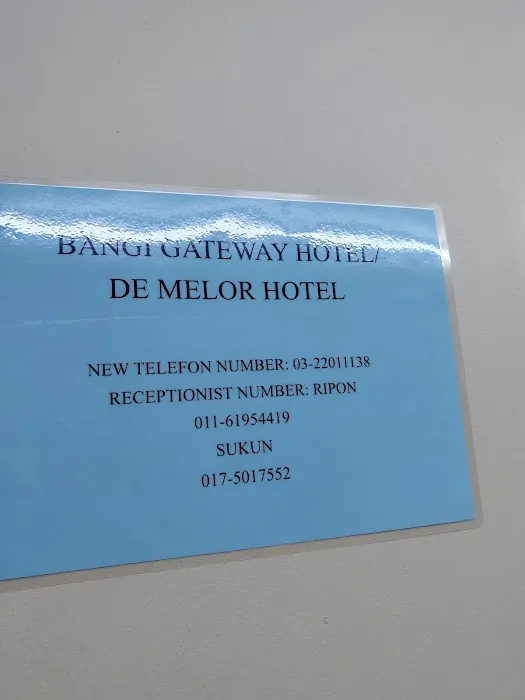 BANGI GATEWAY HOTEL/
DE MELOR HOTEL
NEW TELEFON NUMBER: 03-22011138
RECEPTIONIST NUMBER: RIPON
011-61954419
SUKUN
017-5017552